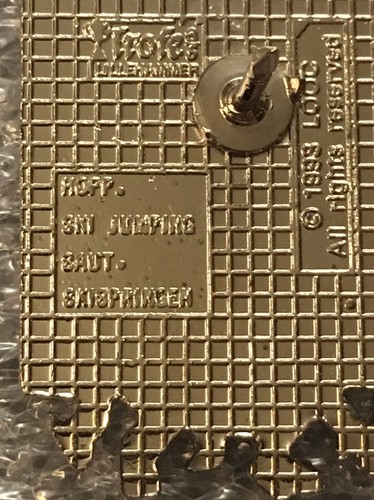 Trofé
LILLEHAMMER
© 1993 LOOC
All rights reserved
HOPP.
SKI JUMPING
SAUT.
SKISPRINGEN